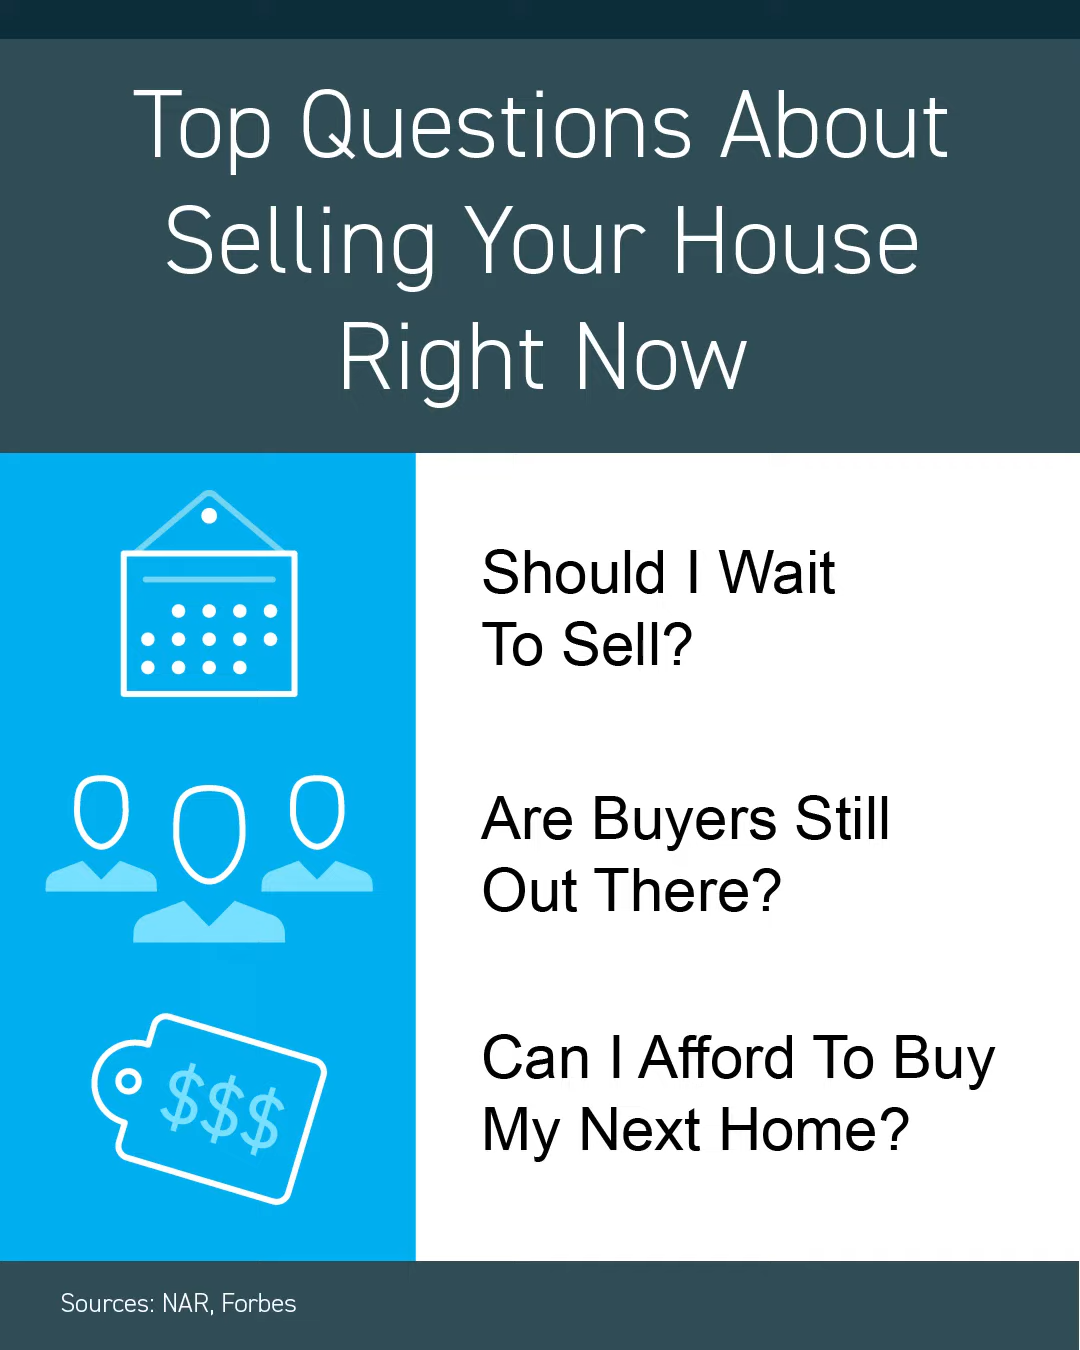 Top Questions About
Selling Your House
Right Now
Should I Wait
To Sell?
Are Buyers Still
Out There?
$$$
Can I Afford To Buy
My Next Home?
Sources: NAR, Forbes